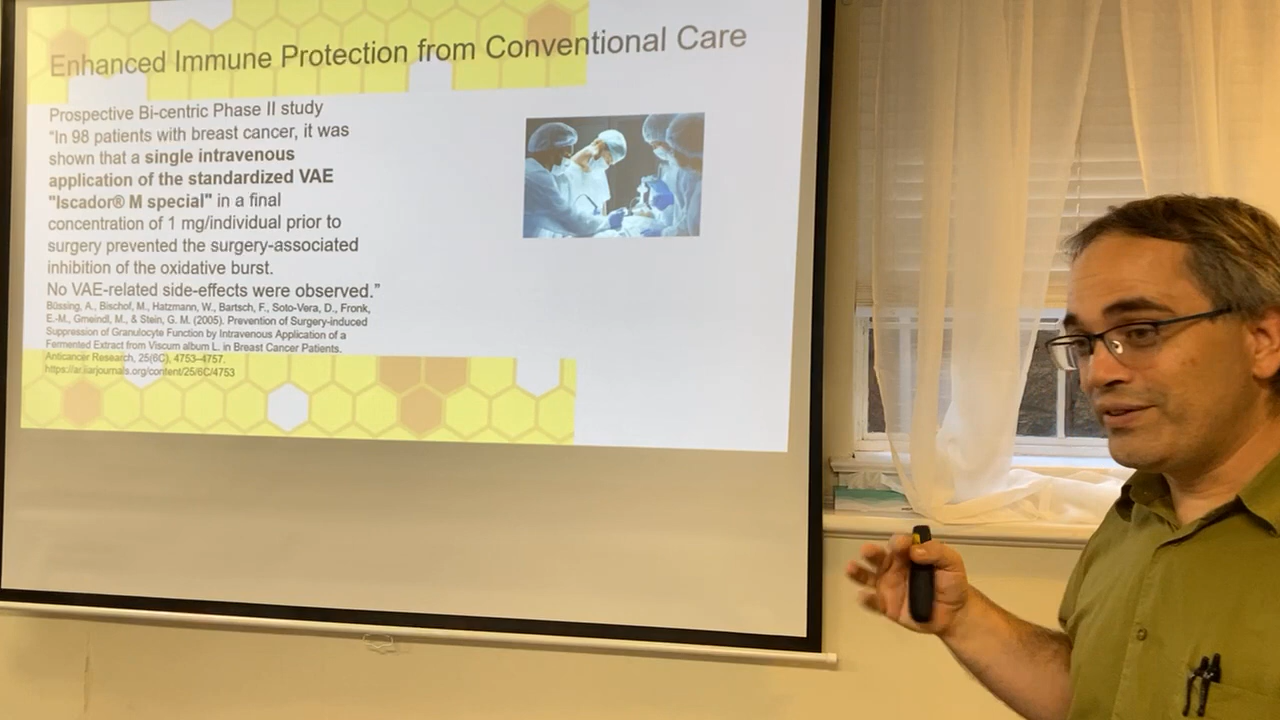 Enhanced Immune Protection from Conventional Care
Prospective Bi-centric Phase II study
“In 98 patients with breast cancer, it was
shown that a single intravenous
application of the standardized VAE
"Iscador® M special" in a final
concentration of 1 mg/individual prior to
surgery prevented the surgery-associated
inhibition of the oxidative burst.
No VAE-related side-effects were observed.”
Büssing, A., Bischof, M., Hatzmann, W., Bartsch, F., Soto-Vera, D., Fronk,
E.-M., Gmeindl, M., & Stein, G. M. (2005). Prevention of Surgery-induced
Suppression of Granulocyte Function by Intravenous Application of a
Fermented Extract from Viscum album L. in Breast Cancer Patients.
Anticancer Research, 25(6C), 4753–4757.
https://ar.iiarjournals.org/content/25/6C/4753